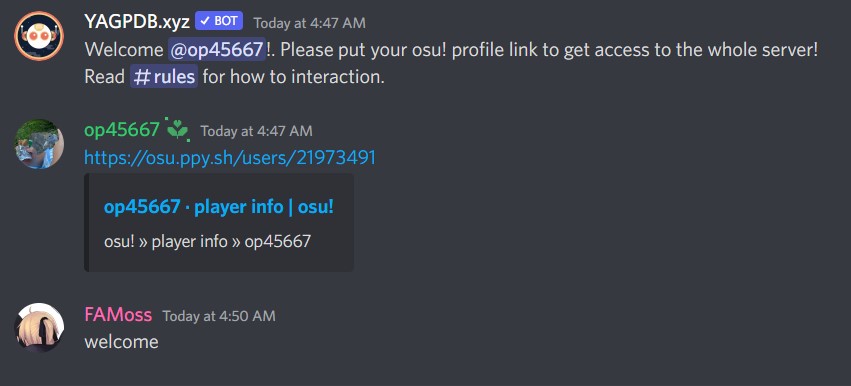 YAGPDB.xyz ✓ BOT Today at 4:47 AM
Welcome @op45667!. Please put your osu! profile link to get access to the whole server!
Read #rules for how to interaction.
op45667 Today at 4:47 AM
https://osu.ppy.sh/users/21973491
op45667 · player info | osu!
osu! » player info » op45667
FAMoss Today at 4:50 AM
welcome